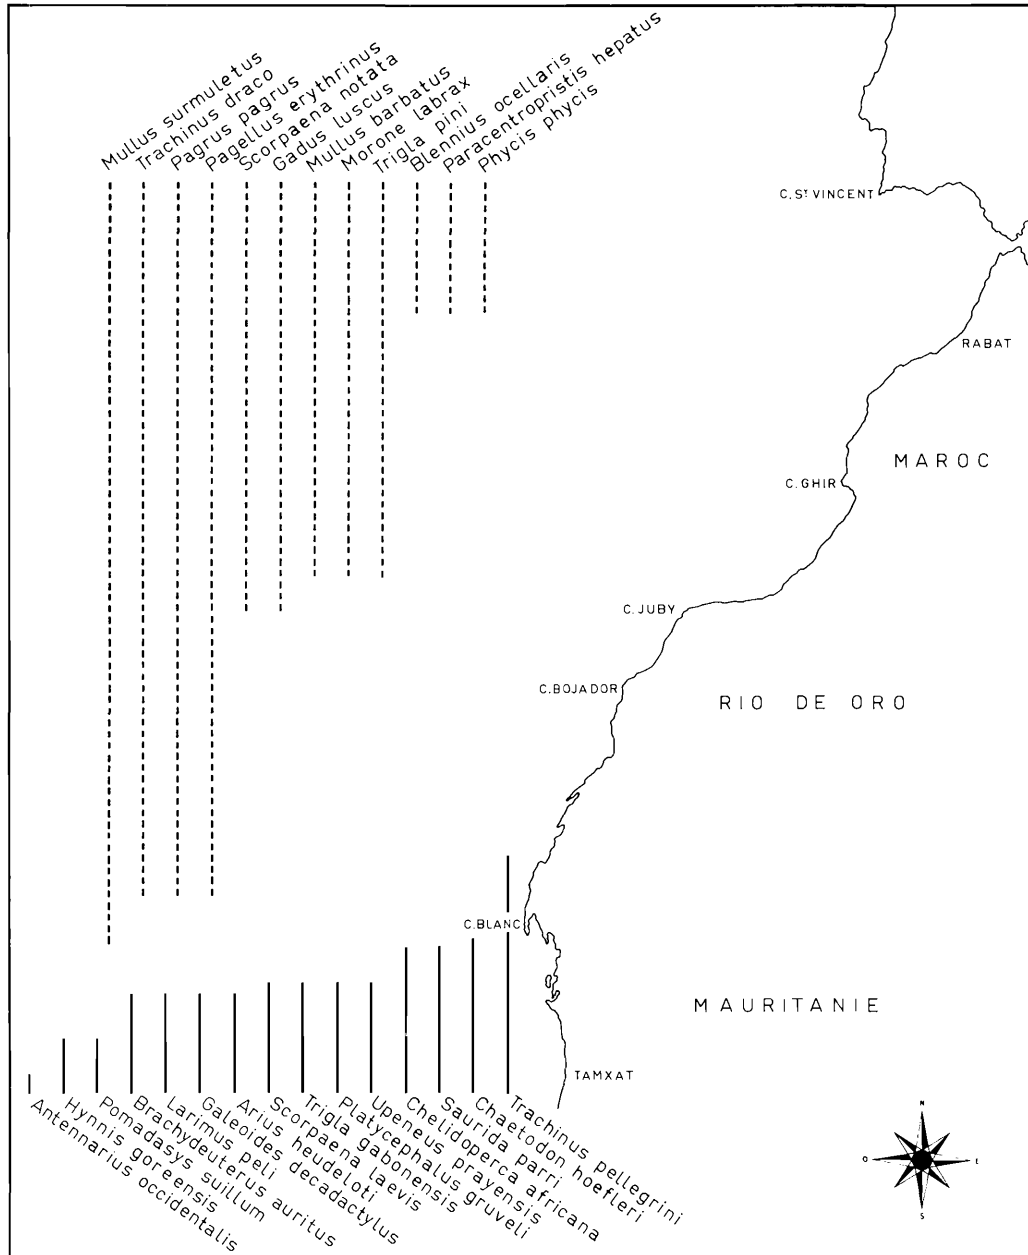 Mullus surmuletus
Trachinus draco
Pagrus pagrus
Pagellus erythrinus
Scorpaena notata
Gadus luscus
Mullus barbatus
Morone labrax
Trigla pini
Blennius ocellaris
Paracentropristis hepatus
Phycis phycis
C. ST VINCENT
RABAT
MAROC
C. GHIR
C. JUBY
C. BOJADOR
RIO DE ORO
C. BLANC
MAURITANIE
TAMXAT
Antennarius occidentalis
Hynnis goreensis
Pomadasys suillum
Brachydeuterus auritus
Larimus peli
Galeoides decadactylus
Arius heudeloti
Scorpaena laevis
Trigla gabonensis
Platycephalus gruveli
Upeneus prayensis
Chelidoperca africana
Saurida parri
Chaetodon hoefleri
Trachinus pellegrini
N
O
E
S